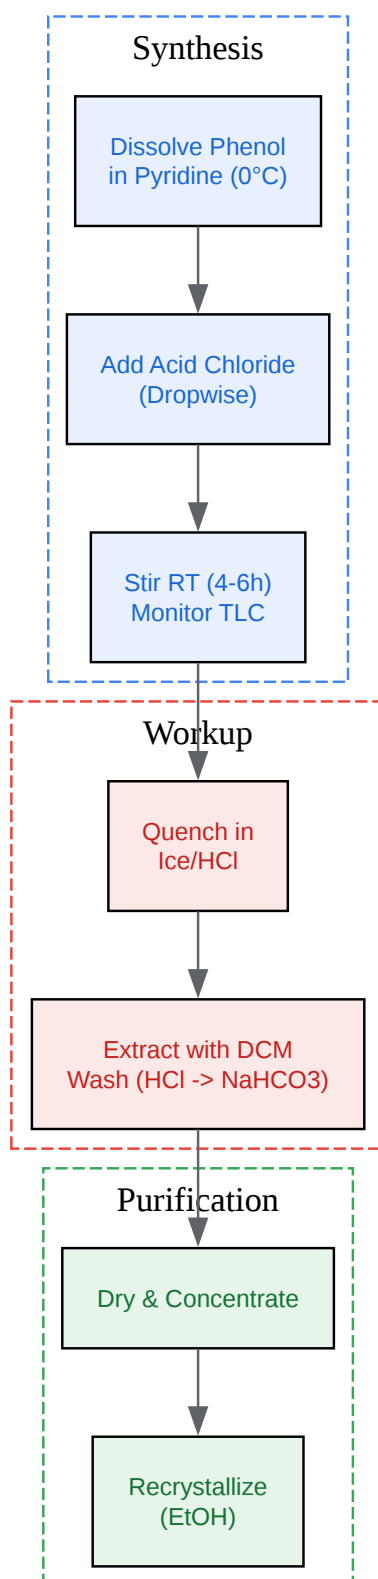 Synthesis
Dissolve Phenol
in Pyridine (0°C)
Add Acid Chloride
(Dropwise)
Stir RT (4-6h)
Monitor TLC
Workup
Quench in
Ice/HCl
Extract with DCM
Wash (HCl -> NaHCO3)
Purification
Dry & Concentrate
Recrystallize
(EtOH)